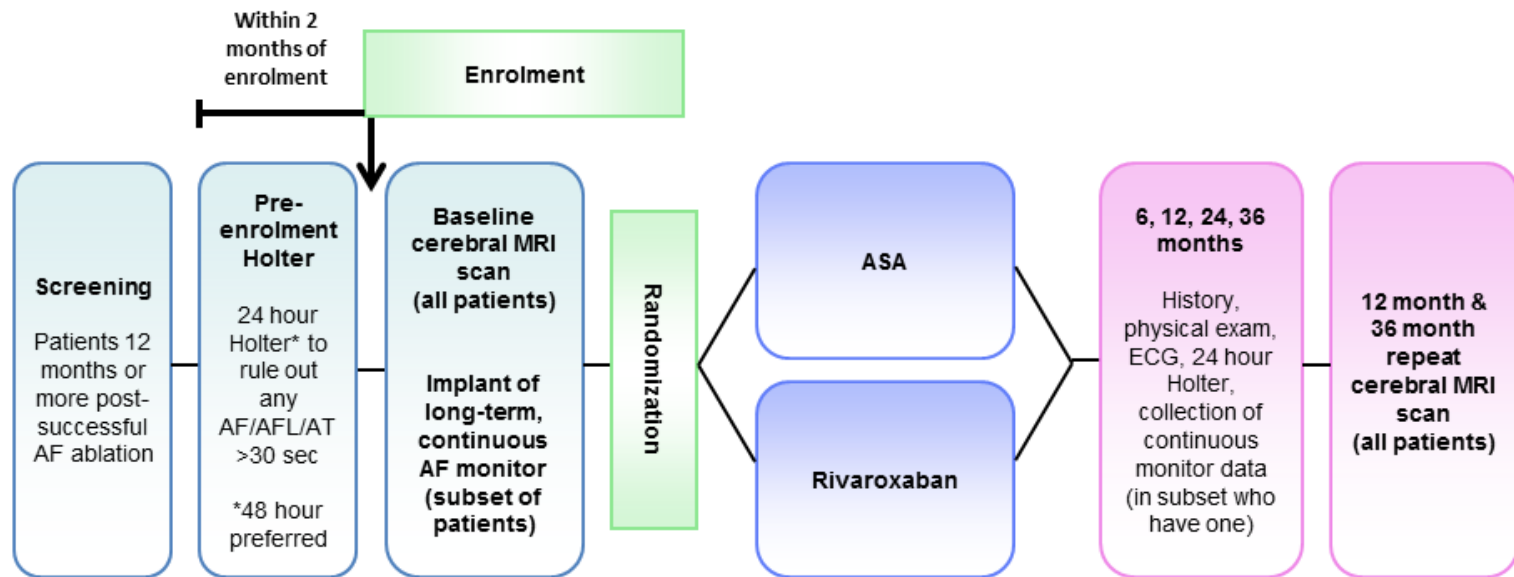 Within 2
months of
enrolment
Enrolment
Screening
Patients 12
months or
more post-
successful
AF ablation
Pre-
enrolment
Holter
24 hour
Holter* to
rule out
any
AF/AFL/AT
>30 sec
*48 hour
preferred
Baseline
cerebral MRI
scan
(all patients)
Implant of
long-term,
continuous
AF monitor
(subset of
patients)
Randomization
ASA
Rivaroxaban
6, 12, 24, 36
months
History,
physical exam,
ECG, 24 hour
Holter,
collection of
continuous
monitor data
(in subset who
have one)
12 month &
36 month
repeat
cerebral MRI
scan
(all patients)